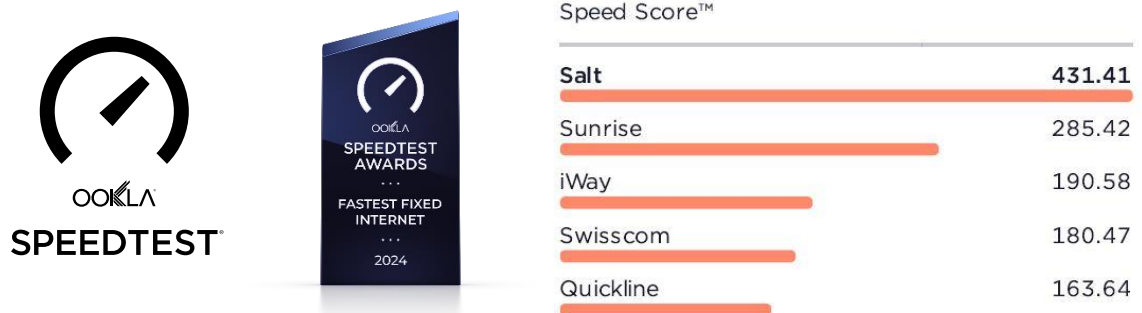 OOKLA®
SPEEDTEST®
OOKLA
SPEEDTEST
AWARDS
...
FASTEST FIXED
INTERNET
...
2024
Speed Score™
Salt 431.41
Sunrise 285.42
iWay 190.58
Swisscom 180.47
Quickline 163.64